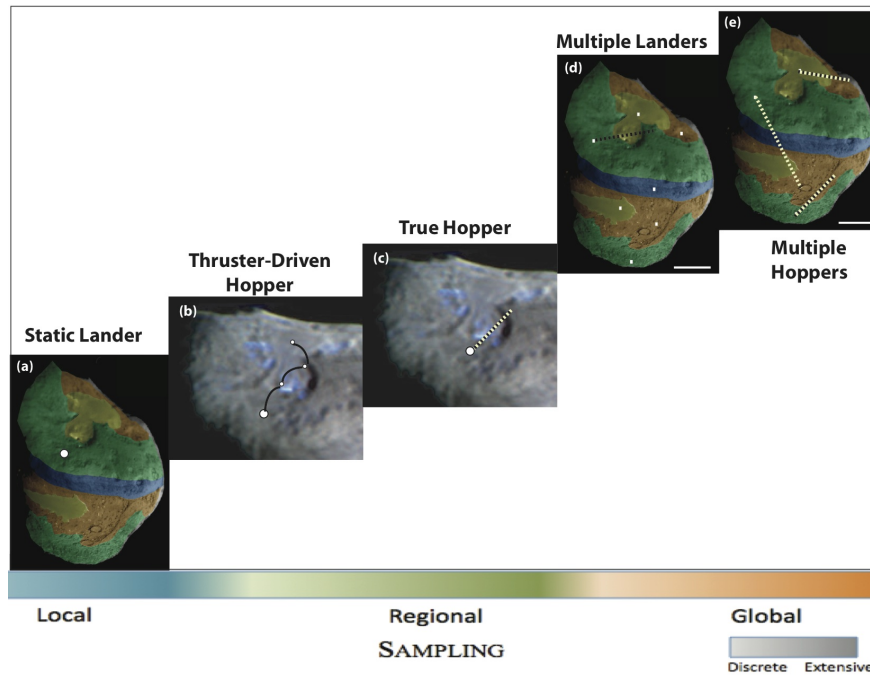 Static Lander
(a)
Thruster-Driven
Hopper
(b)
True Hopper
(c)
Multiple Landers
(d)
(e)
Multiple
Hoppers
Local
Regional
Global
SAMPLING
Discrete
Extensive